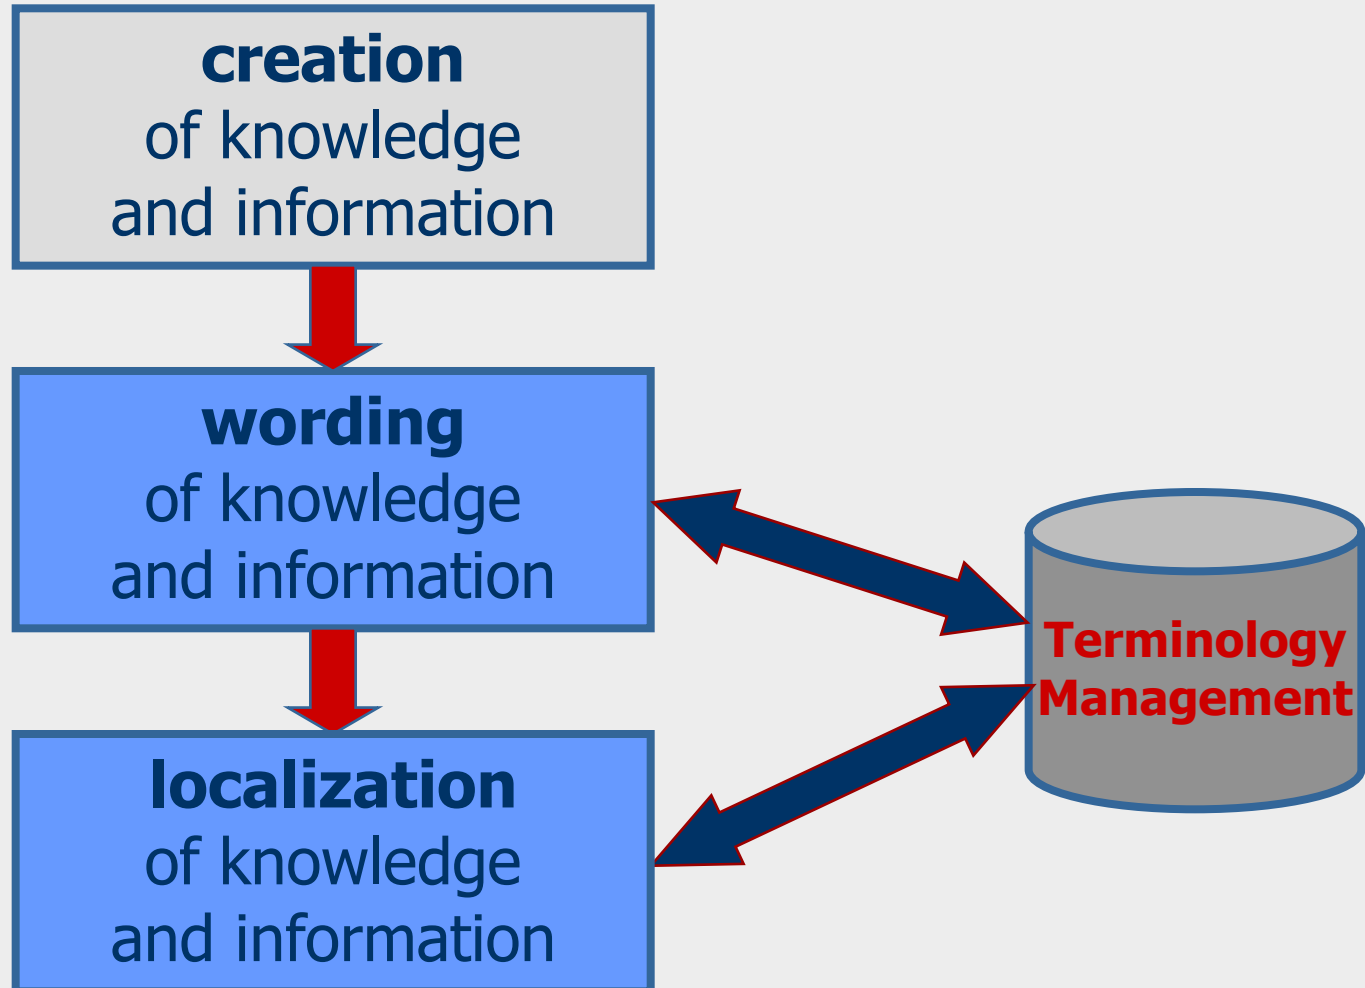 creation
of knowledge
and information
wording
of knowledge
and information
Terminology
Management
localization
of knowledge
and information